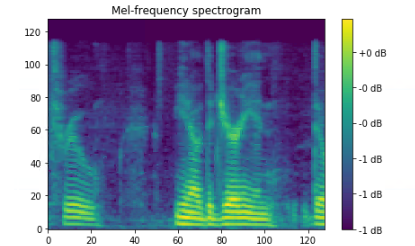 Mel-frequency spectrogram
120
100
80
60
40
20
0
0 20 40 60 80 100 120
+0 dB
-0 dB
-0 dB
-1 dB
-1 dB
-1 dB